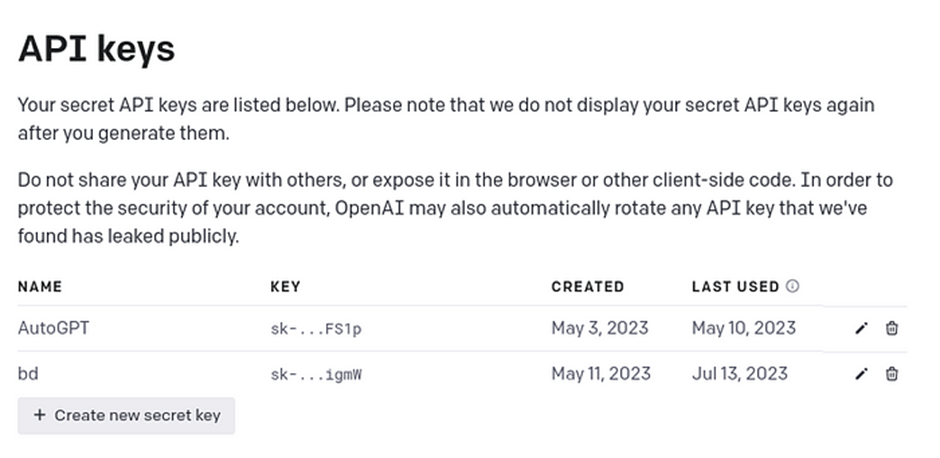 API keys
Your secret API keys are listed below. Please note that we do not display your secret API keys again
after you generate them.
Do not share your API key with others, or expose it in the browser or other client-side code. In order to
protect the security of your account, OpenAI may also automatically rotate any API key that we've
found has leaked publicly.
NAME KEY CREATED LAST USED
AutoGPT sk-...FS1p May 3, 2023 May 10, 2023
bd sk-...igmW May 11, 2023 Jul 13, 2023
+ Create new secret key